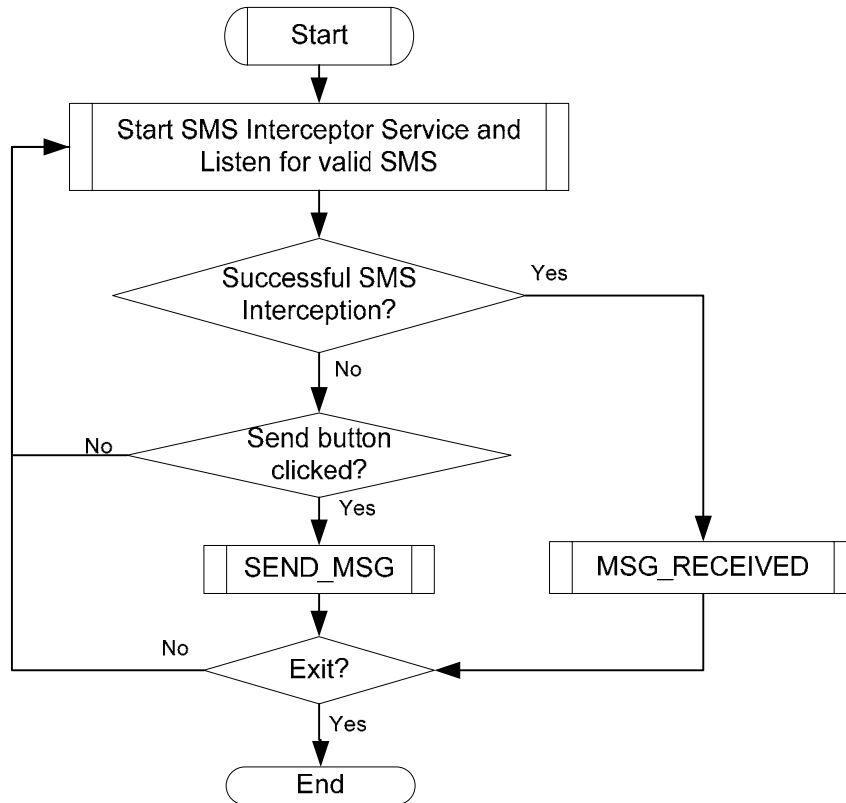 Start
Start SMS Interceptor Service and
Listen for valid SMS
Successful SMS
Interception?
Yes
No
Send button
clicked?
No
Yes
SEND_MSG
MSG_RECEIVED
Exit?
No
Yes
End